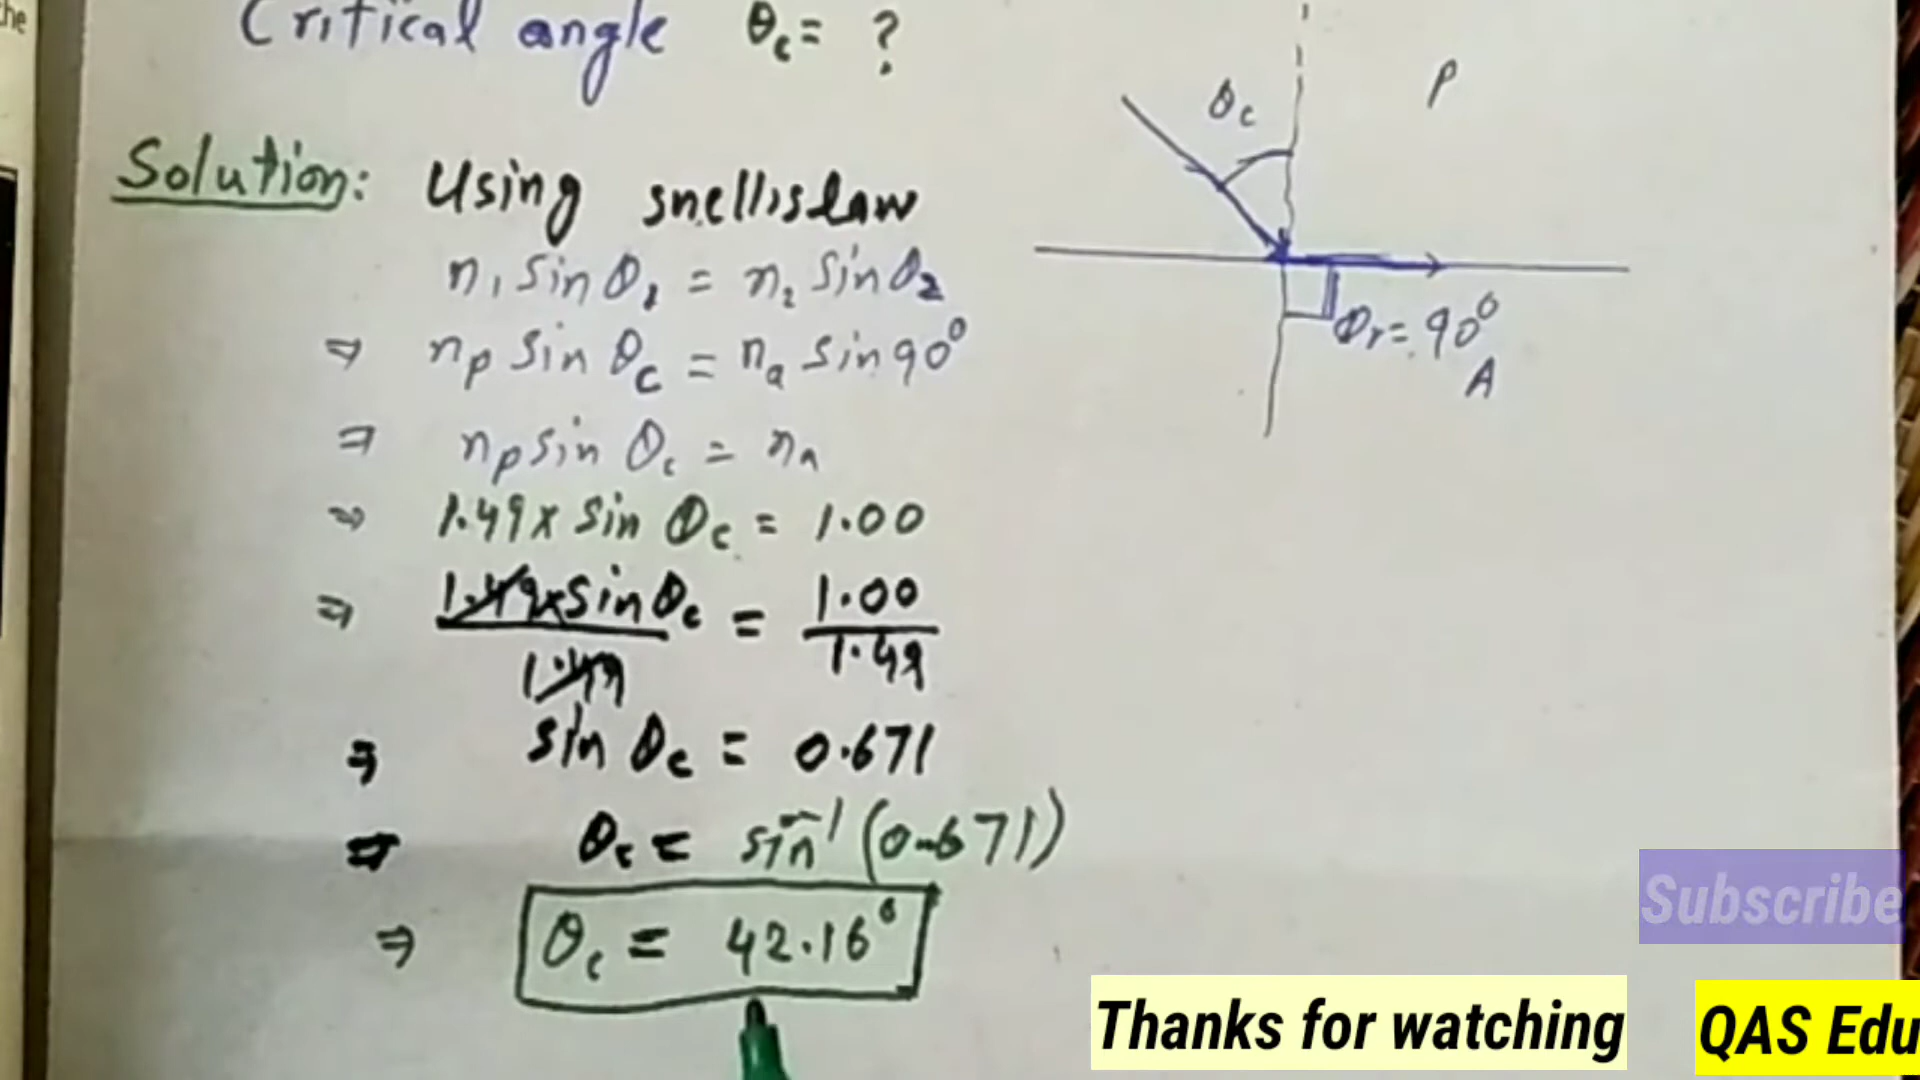 he
Critical angle θc = ?
Solution: Using snell's law
n₁ sin θ₁ = n₂ sin θ₂
⇒ np sin θc = na sin 90°
⇒ np sin θc = na
⇒ 1.49 x sin θc = 1.00
⇒ 1.49 x sin θc / 1.49 = 1.00 / 1.49
⇒ sin θc = 0.671
⇒ θc = sin⁻¹ (0.671)
⇒ θc = 42.16°
θc
P
θr = 90°
A
Subscribe
Thanks for watching
QAS Edu